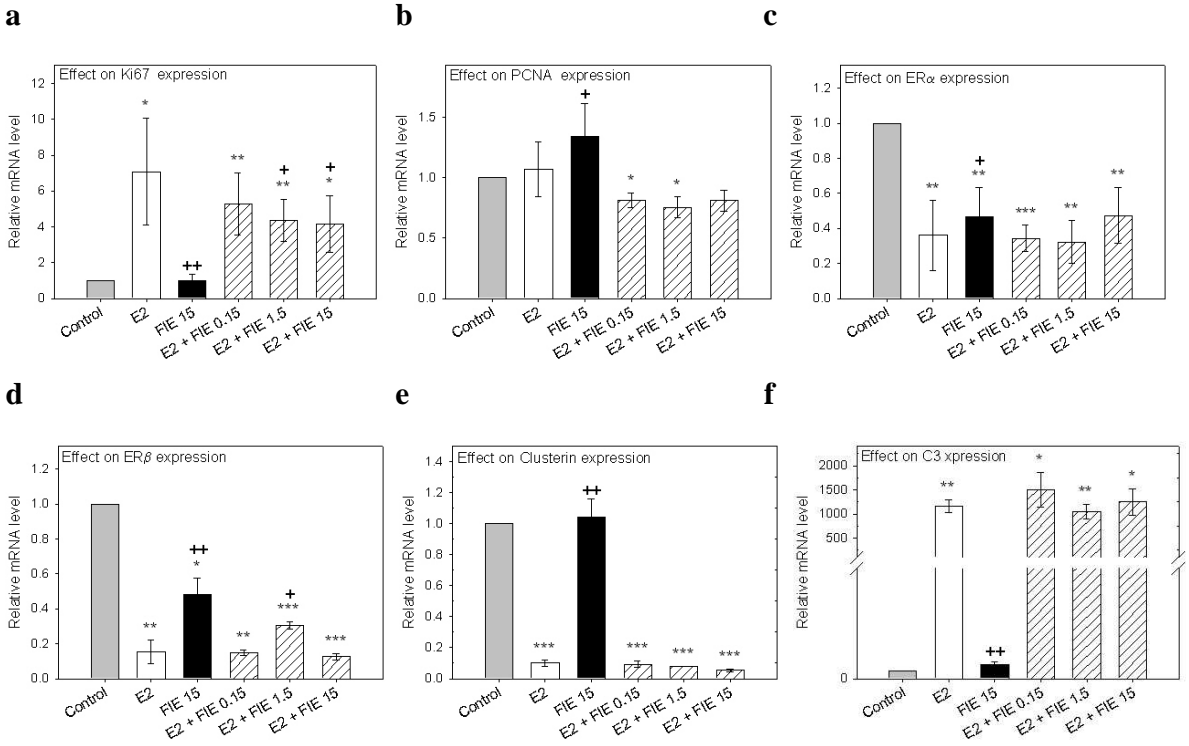 a
b
c
Effect on Ki67 expression
Relative mRNA level
12
10
8
6
4
2
0
*
++
**
+
**
+
*
Control
E2
FIE 15
E2 + FIE 0.15
E2 + FIE 1.5
E2 + FIE 15
Effect on PCNA expression
Relative mRNA level
1.5
1.0
0.5
0.0
+
*
*
Control
E2
FIE 15
E2 + FIE 0.15
E2 + FIE 1.5
E2 + FIE 15
Effect on ERα expression
Relative mRNA level
1.2
1.0
0.8
0.6
0.4
0.2
0.0
**
+
**
***
**
**
Control
E2
FIE 15
E2 + FIE 0.15
E2 + FIE 1.5
E2 + FIE 15
d
e
f
Effect on ERβ expression
Relative mRNA level
1.2
1.0
0.8
0.6
0.4
0.2
0.0
**
++
*
**
+
***
***
Control
E2
FIE 15
E2 + FIE 0.15
E2 + FIE 1.5
E2 + FIE 15
Effect on Clusterin expression
Relative mRNA level
1.4
1.2
1.0
0.8
0.6
0.4
0.2
0.0
***
++
***
***
***
Control
E2
FIE 15
E2 + FIE 0.15
E2 + FIE 1.5
E2 + FIE 15
Effect on C3 xpression
Relative mRNA level
2000
1500
1000
500
0
**
++
*
**
*
Control
E2
FIE 15
E2 + FIE 0.15
E2 + FIE 1.5
E2 + FIE 15